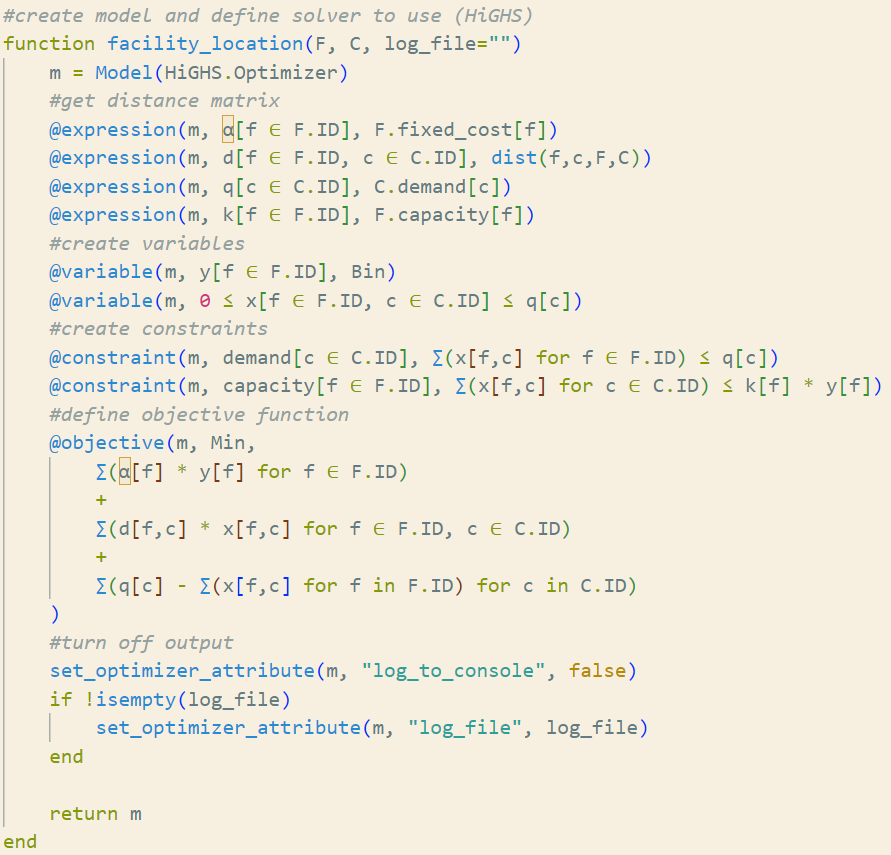 #create model and define solver to use (HiGHS)
function facility_location(F, C, log_file="")
    m = Model(HiGHS.Optimizer)
    #get distance matrix
    @expression(m, α[f ∈ F.ID], F.fixed_cost[f])
    @expression(m, d[f ∈ F.ID, c ∈ C.ID], dist(f,c,F,C))
    @expression(m, q[c ∈ C.ID], C.demand[c])
    @expression(m, k[f ∈ F.ID], F.capacity[f])
    #create variables
    @variable(m, y[f ∈ F.ID], Bin)
    @variable(m, 0 ≤ x[f ∈ F.ID, c ∈ C.ID] ≤ q[c])
    #create constraints
    @constraint(m, demand[c ∈ C.ID], Σ(x[f,c] for f ∈ F.ID) ≤ q[c])
    @constraint(m, capacity[f ∈ F.ID], Σ(x[f,c] for c ∈ C.ID) ≤ k[f] * y[f])
    #define objective function
    @objective(m, Min,
        Σ(α[f] * y[f] for f ∈ F.ID)
        +
        Σ(d[f,c] * x[f,c] for f ∈ F.ID, c ∈ C.ID)
        +
        Σ(q[c] - Σ(x[f,c] for f in F.ID) for c in C.ID)
    )
    #turn off output
    set_optimizer_attribute(m, "log_to_console", false)
    if !isempty(log_file)
        set_optimizer_attribute(m, "log_file", log_file)
    end

    return m
end